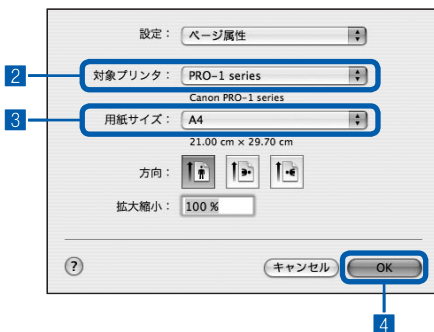 設定： ページ属性
2 対象プリンタ： PRO-1 series
Canon PRO-1 series
3 用紙サイズ： A4
21.00 cm × 29.70 cm
方向：
拡大縮小： 100 %
? キャンセル OK
4